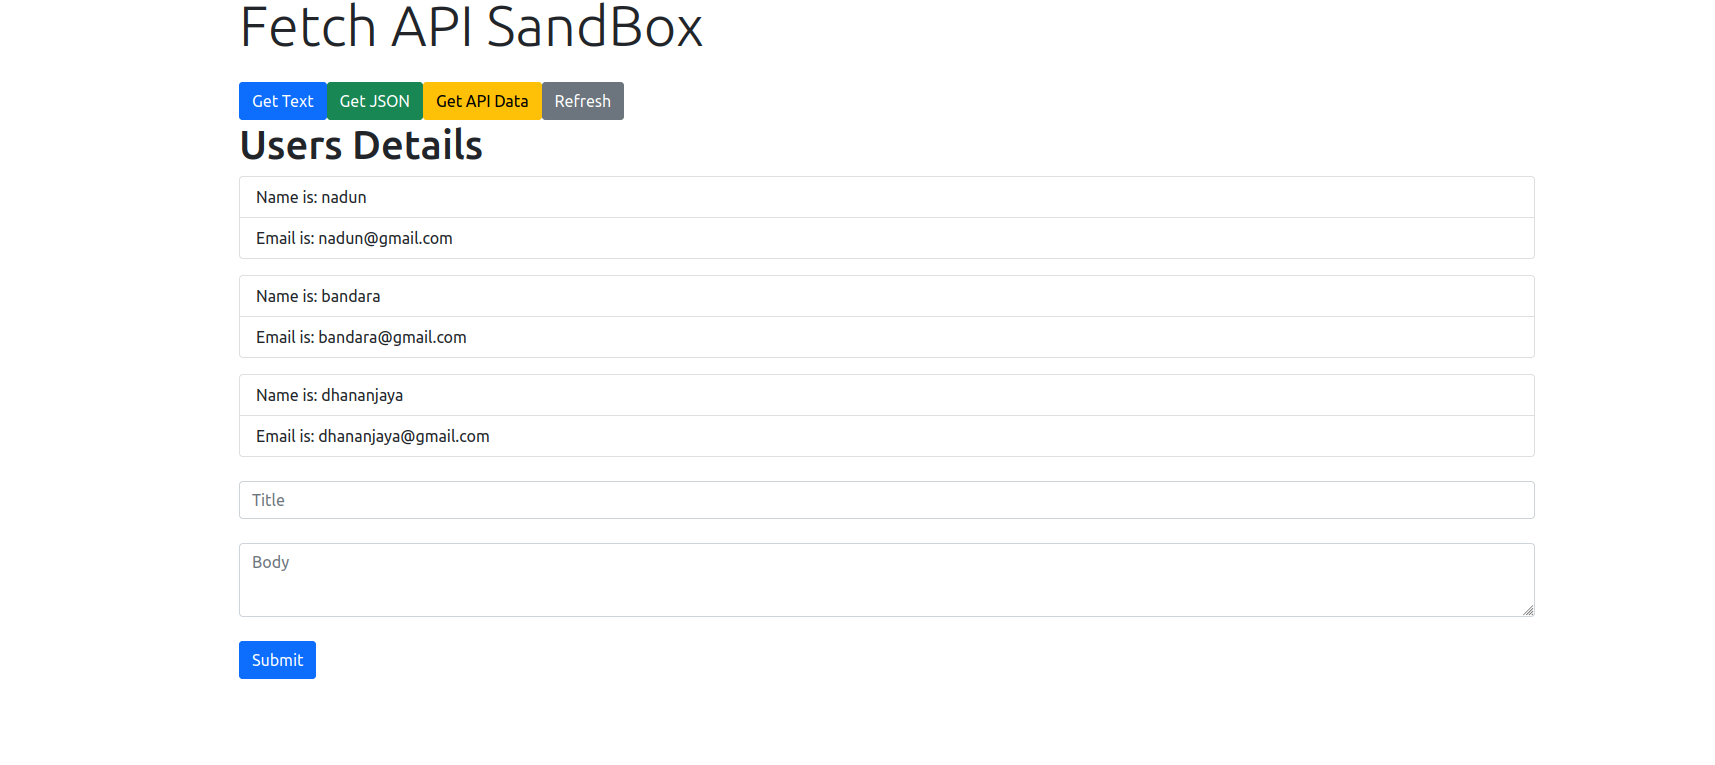 Fetch API SandBox
Get Text Get JSON Get API Data Refresh
Users Details
Name is: nadun
Email is: nadun@gmail.com
Name is: bandara
Email is: bandara@gmail.com
Name is: dhananjaya
Email is: dhananjaya@gmail.com
Title
Body
Submit